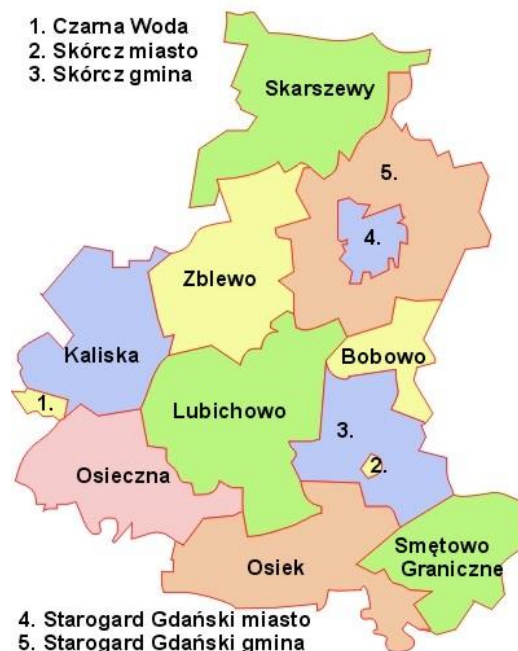 1. Czarna Woda
2. Skórcz miasto
3. Skórcz gmina
Skarszewy
5.
4.
Zblewo
Kaliska
Bobowo
1.
Lubichowo
3.
2.
Osieczna
Smętowo
Graniczne
Osiek
4. Starogard Gdański miasto
5. Starogard Gdański gmina